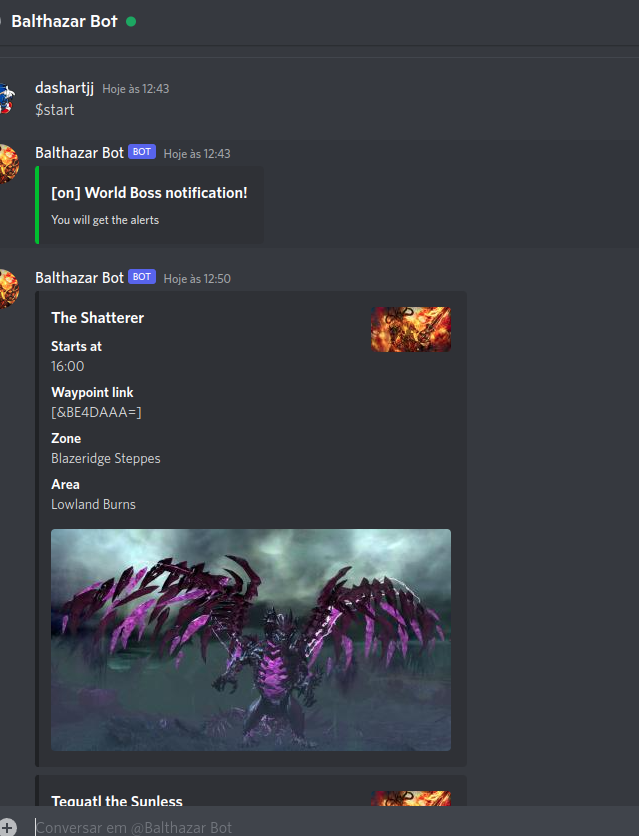 Balthazar Bot
dashartjj Hoje às 12:43
$start
Balthazar Bot BOT Hoje às 12:43
[on] World Boss notification!
You will get the alerts
Balthazar Bot BOT Hoje às 12:50
The Shatterer
Starts at
16:00
Waypoint link
[&BE4DAAA=]
Zone
Blazeridge Steppes
Area
Lowland Burns
Tequatl the Sunless
Conversar em @Balthazar Bot